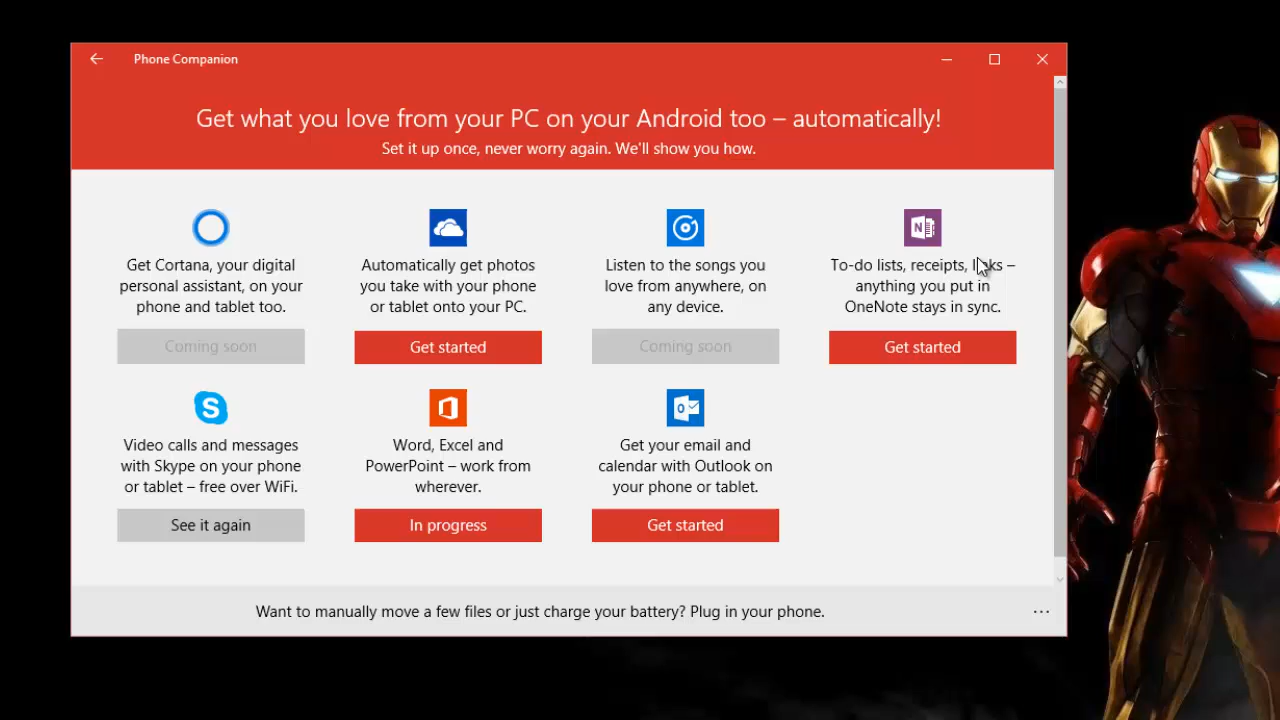 Phone Companion
Get what you love from your PC on your Android too – automatically!
Set it up once, never worry again. We'll show you how.
Get Cortana, your digital
personal assistant, on your
phone and tablet too.
Coming soon
Automatically get photos
you take with your phone
or tablet onto your PC.
Get started
Listen to the songs you
love from anywhere, on
any device.
Coming soon
To-do lists, receipts, links –
anything you put in
OneNote stays in sync.
Get started
Video calls and messages
with Skype on your phone
or tablet – free over WiFi.
See it again
Word, Excel and
PowerPoint – work from
wherever.
In progress
Get your email and
calendar with Outlook on
your phone or tablet.
Get started
Want to manually move a few files or just charge your battery? Plug in your phone.